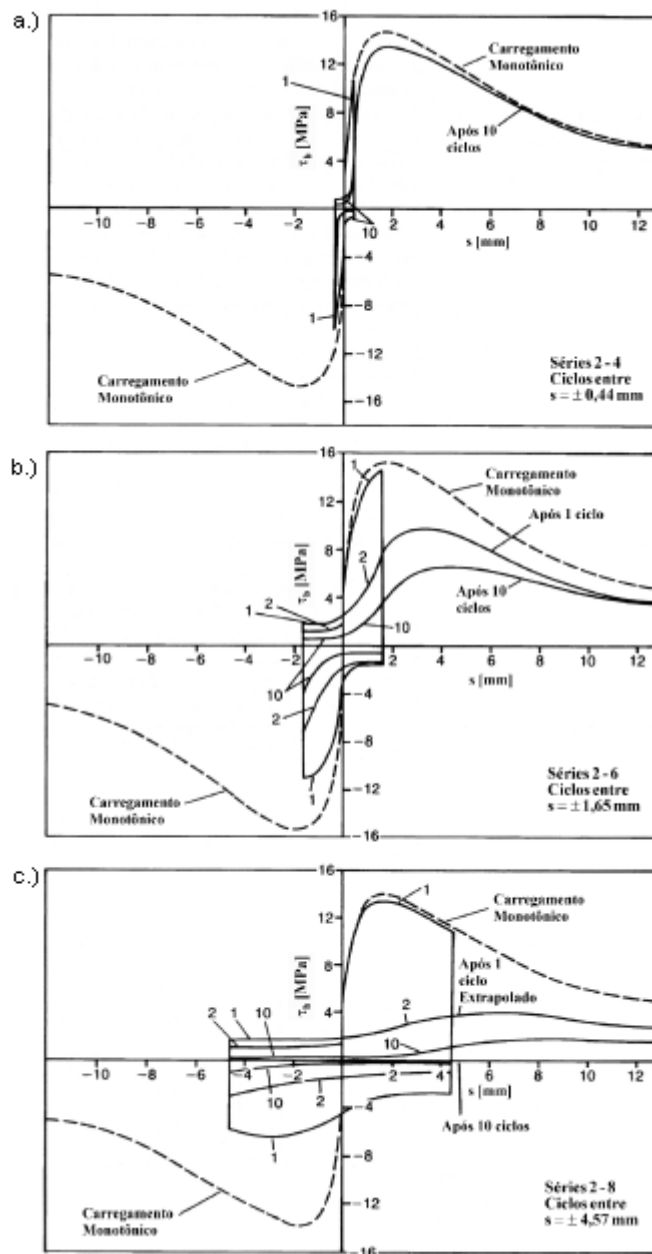 a.)
16
12
8
4
τb [MPa]
1
Carregamento
Monotônico
Após 10
ciclos
-10
-8
-6
-4
-2
10
2
4
6
8
10
12
s [mm]
-4
-8
-12
-16
1
Carregamento
Monotônico
Séries 2 - 4
Ciclos entre
s = ± 0,44 mm
b.)
16
12
8
4
τb [MPa]
1
Carregamento
Monotônico
Após 1 ciclo
2
2
1
Após 10
ciclos
10
-10
-8
-6
-4
-2
2
4
6
8
10
12
s [mm]
10
2
-4
-8
-12
-16
1
Carregamento
Monotônico
Séries 2 - 6
Ciclos entre
s = ± 1,65 mm
c.)
16
12
8
4
τb [MPa]
1
Carregamento
Monotônico
Após 1
ciclo
Extrapolado
2
1
10
2
10
-10
-8
-6
-4
-2
2
4
6
8
10
12
s [mm]
10
2
Após 10 ciclos
1
-4
-8
-12
-16
Carregamento
Monotônico
Séries 2 - 8
Ciclos entre
s = ± 4,57 mm